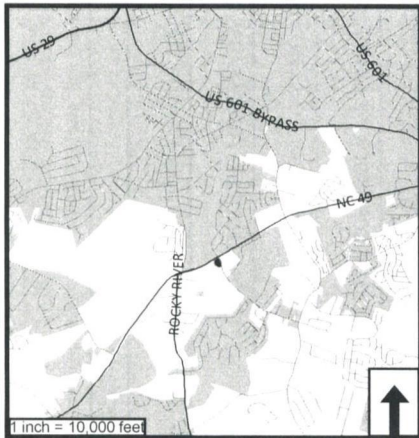 US 29
US 601
US 601 BYPASS
NC 49
ROCKY RIVER
1 inch = 10,000 feet